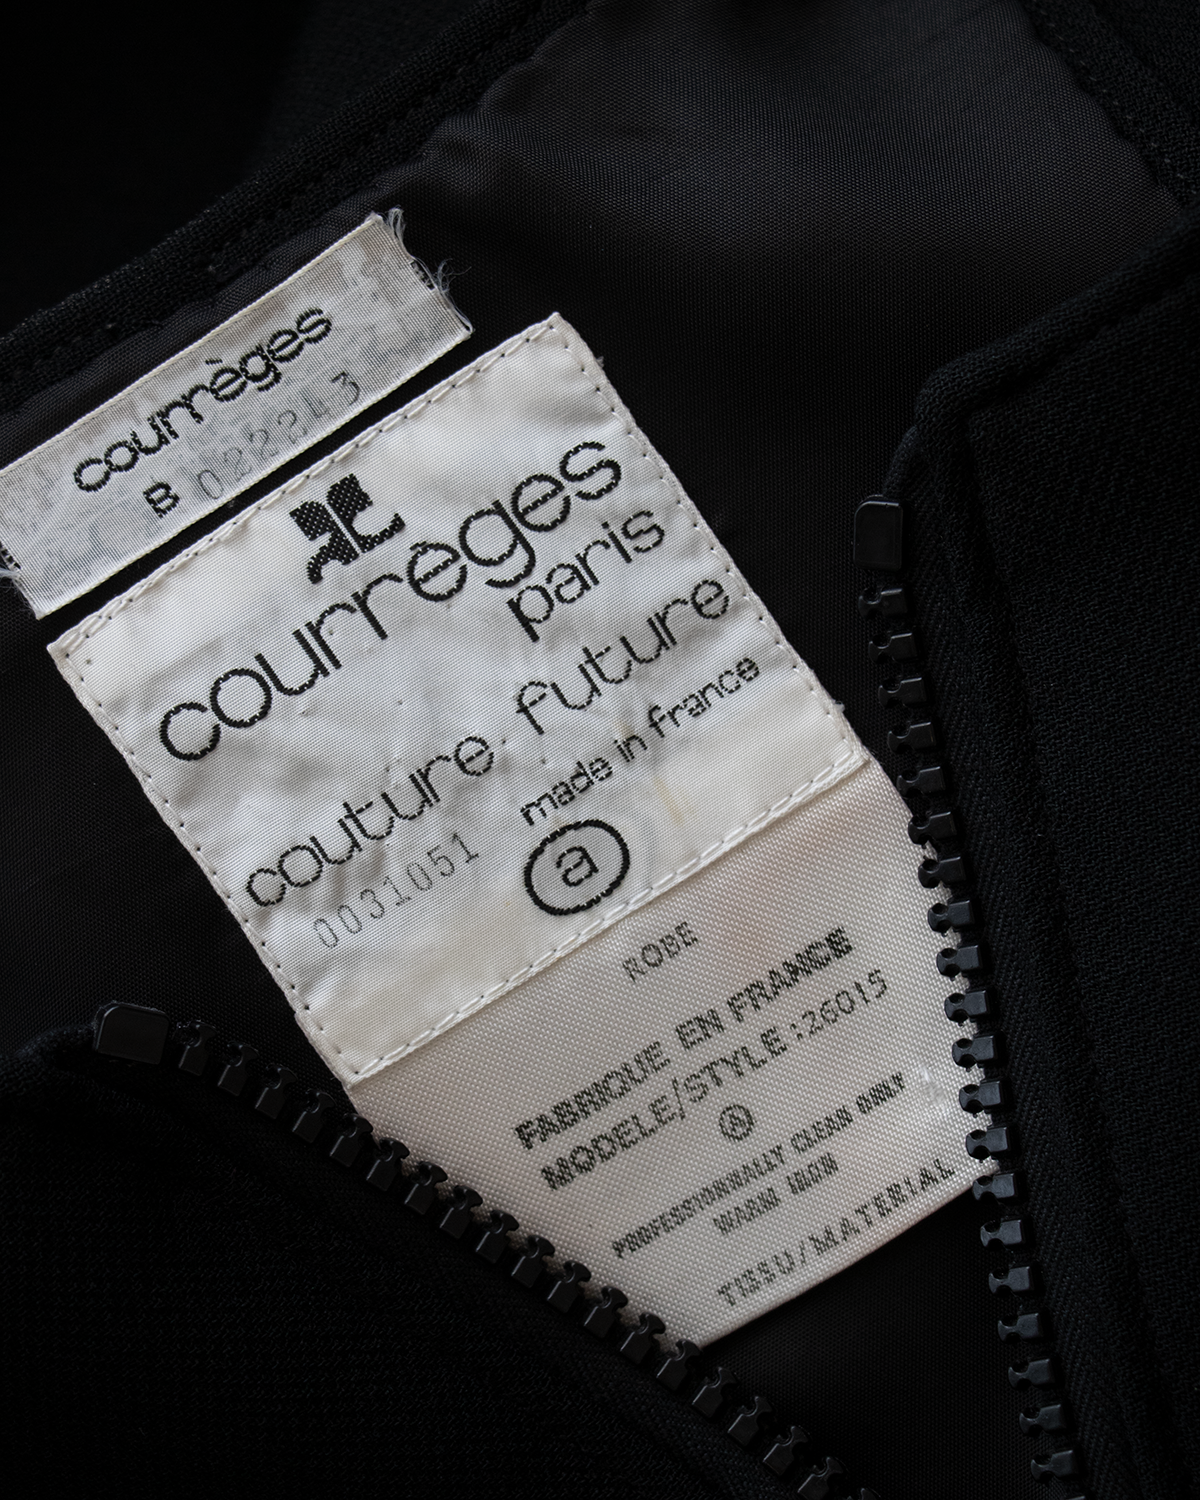 courrèges
B 022243
courrèges
paris
couture future
made in france
0031051
a
ROBE
FABRIQUE EN FRANCE
MODELE/STYLE :26015
A
PROFESSIONNALLY CLEAN ONLY
WARM IRON
TISSU/MATERIAL